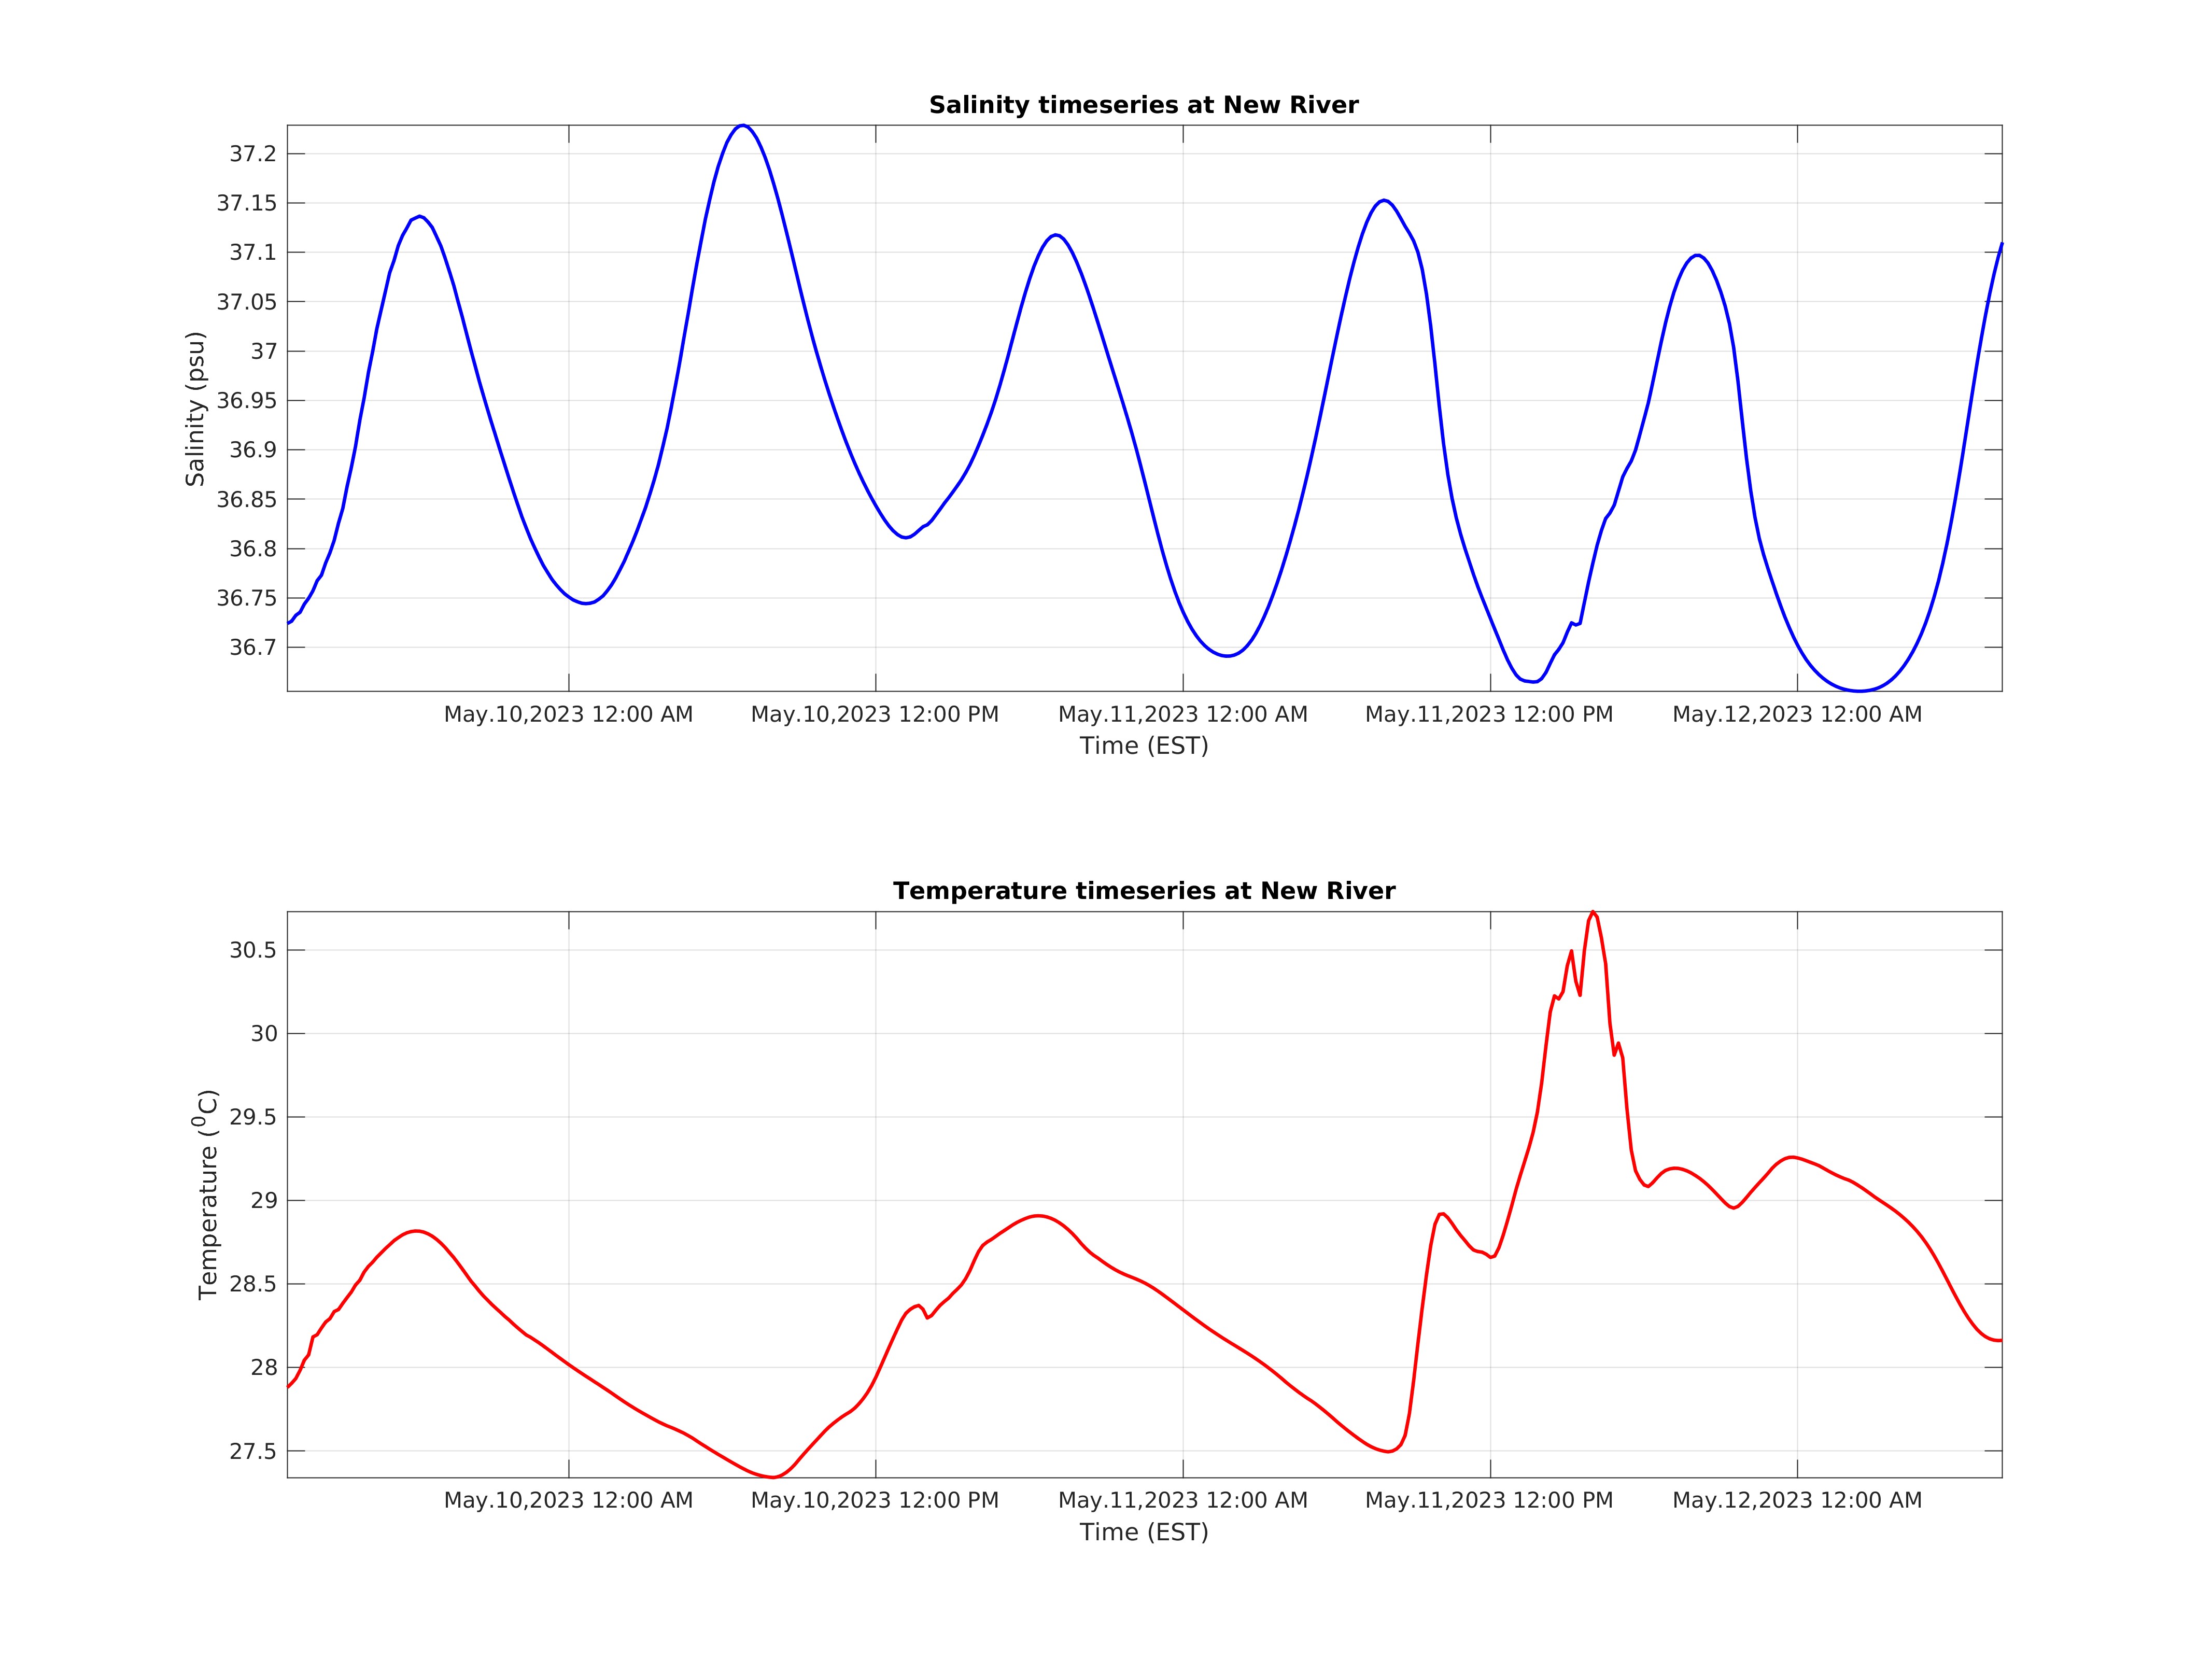 Salinity timeseries at New River
37.2
37.15
37.1
37.05
37
36.95
36.9
36.85
36.8
36.75
36.7
Salinity (psu)
May.10,2023 12:00 AM
May.10,2023 12:00 PM
May.11,2023 12:00 AM
May.11,2023 12:00 PM
May.12,2023 12:00 AM
Time (EST)
Temperature timeseries at New River
30.5
30
29.5
29
28.5
28
27.5
Temperature (⁰C)
May.10,2023 12:00 AM
May.10,2023 12:00 PM
May.11,2023 12:00 AM
May.11,2023 12:00 PM
May.12,2023 12:00 AM
Time (EST)